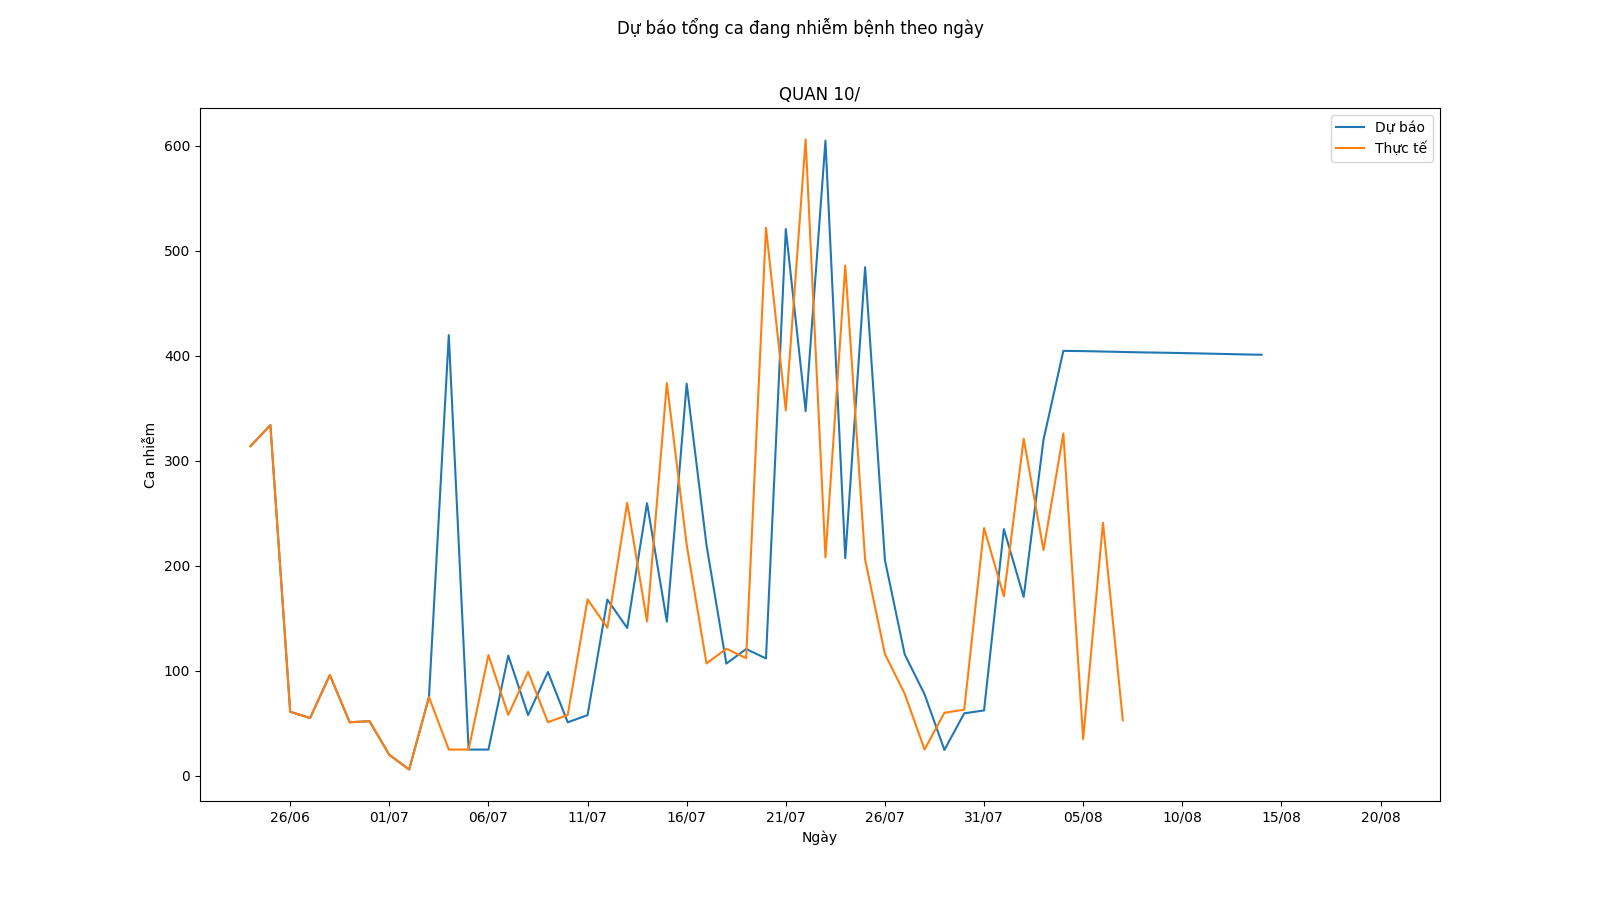 Dự báo tổng ca đang nhiễm bệnh theo ngày
QUAN 10/
Dự báo
Thực tế
600
500
400
300
200
100
0
Ca nhiễm
26/06 01/07 06/07 11/07 16/07 21/07 26/07 31/07 05/08 10/08 15/08 20/08
Ngày